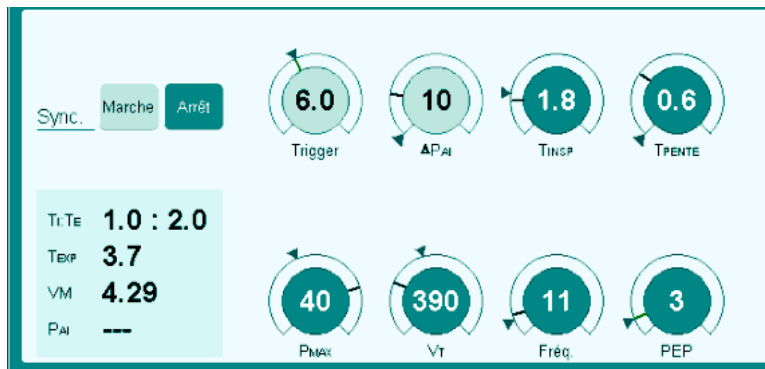 Sync. Marche Arrêt
6.0 10 1.8 0.6
Trigger ΔPAI TINSP TPENTE
TI:TE 1.0 : 2.0
TEXP 3.7
VM 4.29
PAI ---
40 390 11 3
PMAX VT Fréq. PEP